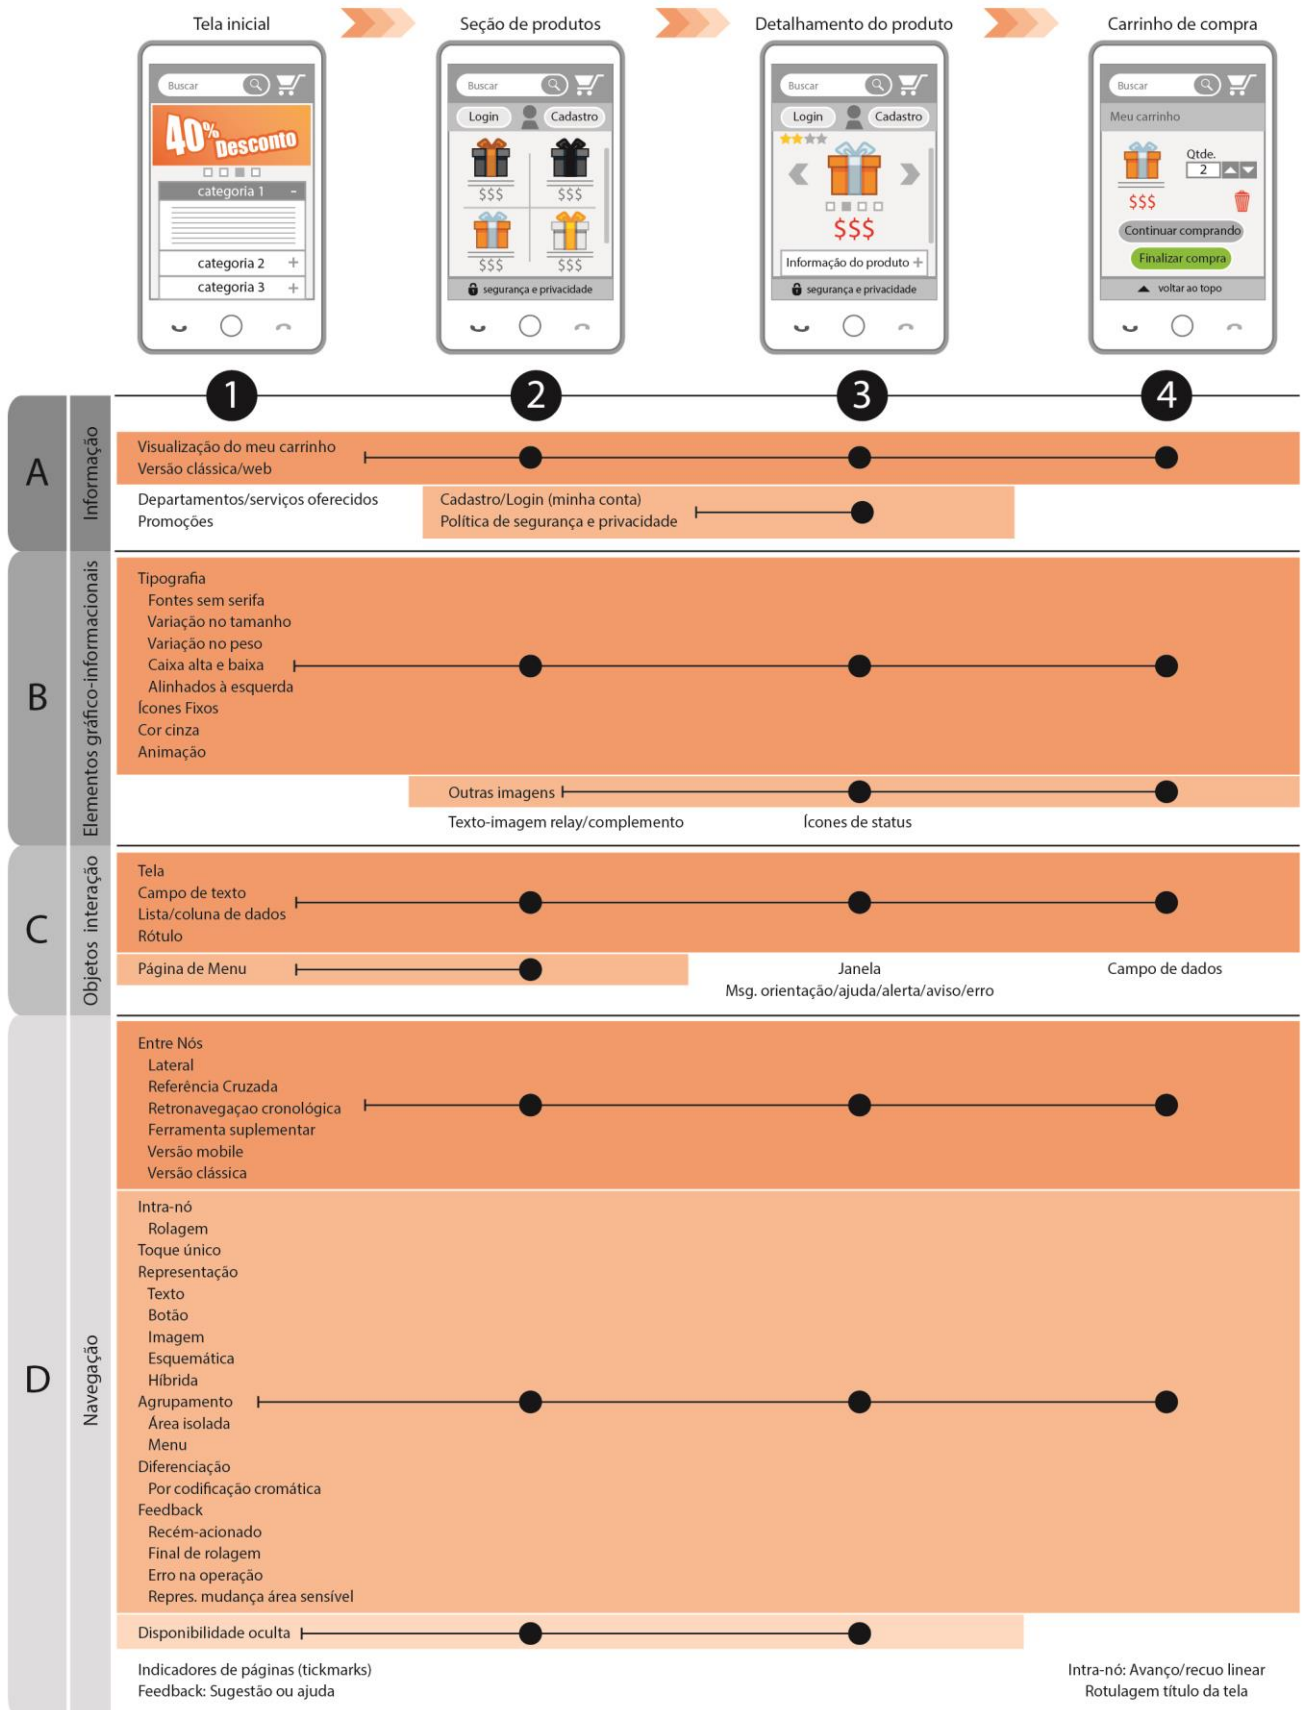 Tela inicial
Seção de produtos
Detalhamento do produto
Carrinho de compra
Buscar
40% Desconto
categoria 1 -
categoria 2 +
categoria 3 +
Buscar
Login
Cadastro
$$$
$$$
$$$
$$$
segurança e privacidade
Buscar
Login
Cadastro
$$$
Informação do produto +
segurança e privacidade
Buscar
Meu carrinho
Qtde.
2
$$$
Continuar comprando
Finalizar compra
voltar ao topo
1
2
3
4
A
Informação
Visualização do meu carrinho
Versão clássica/web
Departamentos/serviços oferecidos
Promoções
Cadastro/Login (minha conta)
Política de segurança e privacidade
B
Elementos gráfico-informacionais
Tipografia
Fontes sem serifa
Variação no tamanho
Variação no peso
Caixa alta e baixa
Alinhados à esquerda
Ícones Fixos
Cor cinza
Animação
Outras imagens
Texto-imagem relay/complemento
Ícones de status
C
Objetos interação
Tela
Campo de texto
Lista/coluna de dados
Rótulo
Página de Menu
Janela
Msg. orientação/ajuda/alerta/aviso/erro
Campo de dados
D
Navegação
Entre Nós
Lateral
Referência Cruzada
Retronavegaçao cronológica
Ferramenta suplementar
Versão mobile
Versão clássica
Intra-nó
Rolagem
Toque único
Representação
Texto
Botão
Imagem
Esquemática
Híbrida
Agrupamento
Área isolada
Menu
Diferenciação
Por codificação cromática
Feedback
Recém-acionado
Final de rolagem
Erro na operação
Repres. mudança área sensível
Disponibilidade oculta
Indicadores de páginas (tickmarks)
Feedback: Sugestão ou ajuda
Intra-nó: Avanço/recuo linear
Rotulagem título da tela